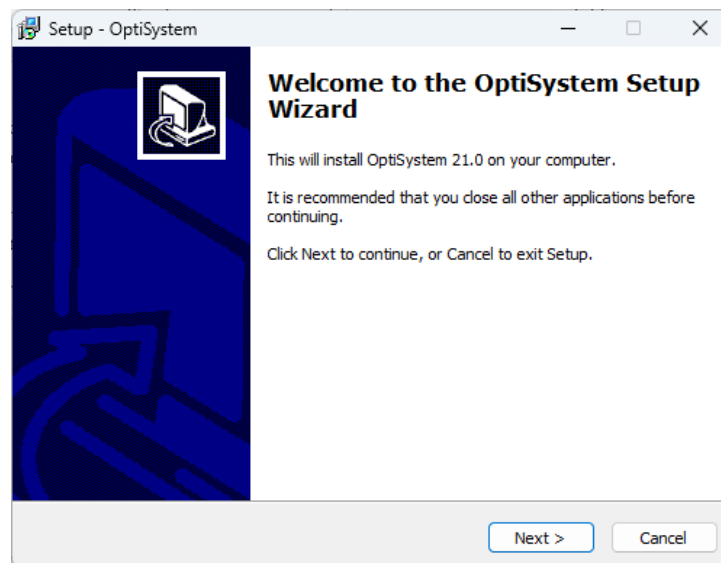 Setup - OptiSystem
Welcome to the OptiSystem Setup
Wizard
This will install OptiSystem 21.0 on your computer.
It is recommended that you close all other applications before
continuing.
Click Next to continue, or Cancel to exit Setup.
Next >
Cancel